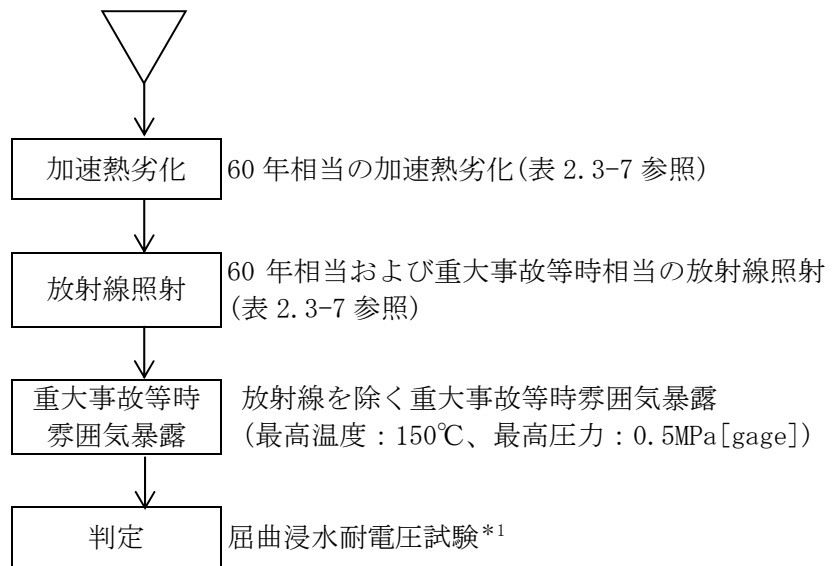 加速熱劣化 60年相当の加速熱劣化(表 2.3-7 参照)
放射線照射 60 年相当および重大事故等時相当の放射線照射
(表 2.3-7 参照)
重大事故等時 放射線を除く重大事故等時雰囲気暴露
雰囲気暴露 (最高温度：150℃、最高圧力：0.5MPa[gage])
判定 屈曲浸水耐電圧試験*1